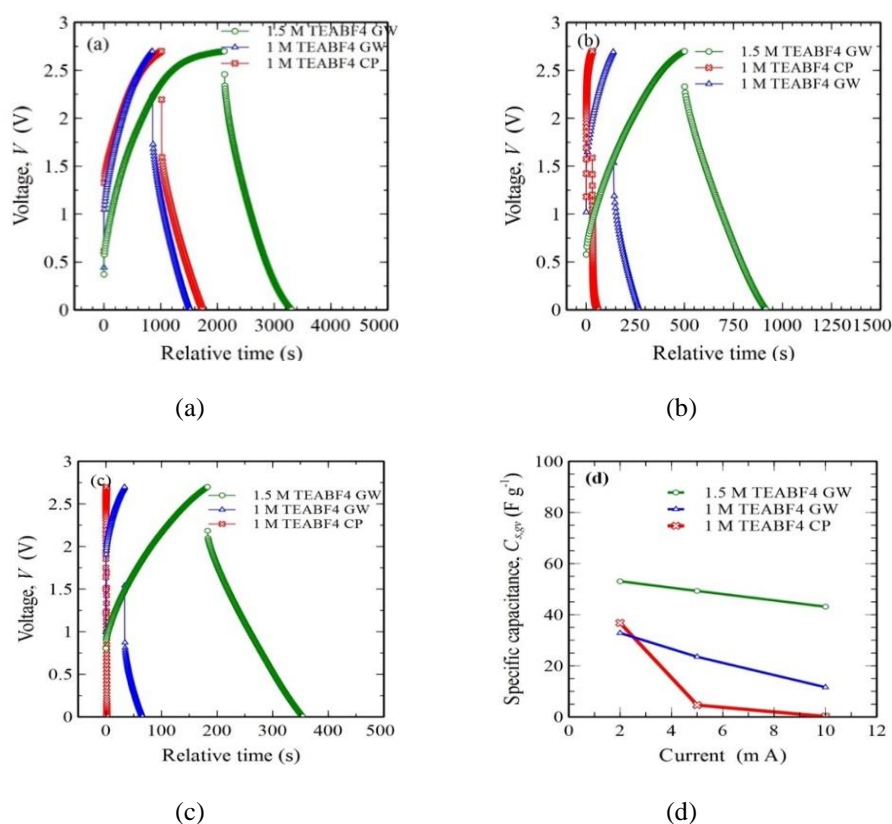 (a)
1.5 M TEABF4 GW
1 M TEABF4 GW
1 M TEABF4 CP
3
2.5
2
1.5
1
0.5
0
Voltage, V (V)
0 1000 2000 3000 4000 5000
Relative time (s)
(a)
(b)
1.5 M TEABF4 GW
1 M TEABF4 CP
1 M TEABF4 GW
3
2.5
2
1.5
1
0.5
0
Voltage, V (V)
0 250 500 750 1000 1250 1500
Relative time (s)
(b)
(c)
1.5 M TEABF4 GW
1 M TEABF4 GW
1 M TEABF4 CP
3
2.5
2
1.5
1
0.5
0
Voltage, V (V)
0 100 200 300 400 500
Relative time (s)
(c)
(d)
1.5 M TEABF4 GW
1 M TEABF4 GW
1 M TEABF4 CP
100
80
60
40
20
0
Specific capacitance, Cs,gv (F g-1)
0 2 4 6 8 10 12
Current (m A)
(d)